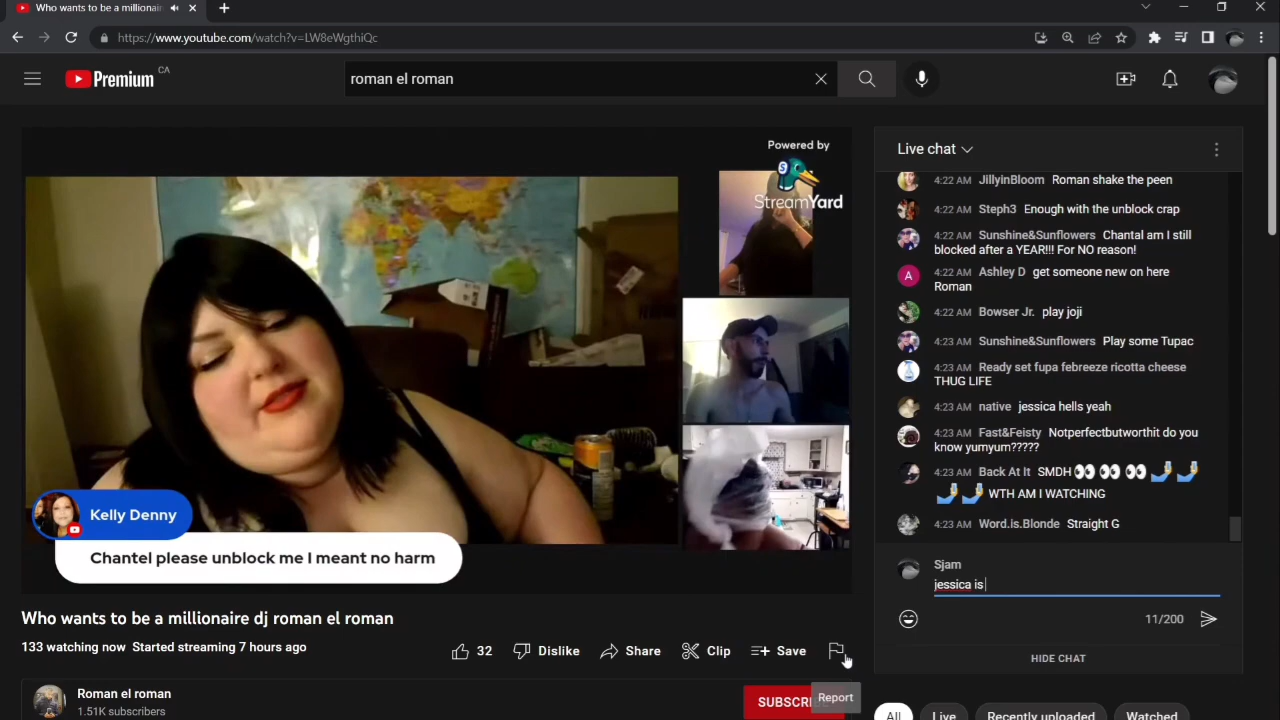 Who wants to be a millionair
https://www.youtube.com/watch?v=LW8eWgthiQc
Premium CA
roman el roman
Powered by
StreamYard
Kelly Denny
Chantel please unblock me I meant no harm
Who wants to be a millionaire dj roman el roman
133 watching now Started streaming 7 hours ago
32 Dislike Share Clip Save
Roman el roman
1.51K subscribers
SUBSCRI
Report
Live chat
4:22 AM JillyinBloom Roman shake the peen
4:22 AM Steph3 Enough with the unblock crap
4:22 AM Sunshine&Sunflowers Chantal am I still
blocked after a YEAR!!! For NO reason!
A
4:22 AM Ashley D get someone new on here
Roman
4:22 AM Bowser Jr. play joji
4:23 AM Sunshine&Sunflowers Play some Tupac
4:23 AM Ready set fupa febreeze ricotta cheese
THUG LIFE
4:23 AM native jessica hells yeah
4:23 AM Fast&Feisty Notperfectbutworthit do you
know yumyum?????
4:23 AM Back At It SMDH 👀 👀 👀 🤳 🤳
🤳 🤳 WTH AM I WATCHING
4:23 AM Word.is.Blonde Straight G
Sjam
jessica is
11/200
HIDE CHAT
All Live Recently uploaded Watched